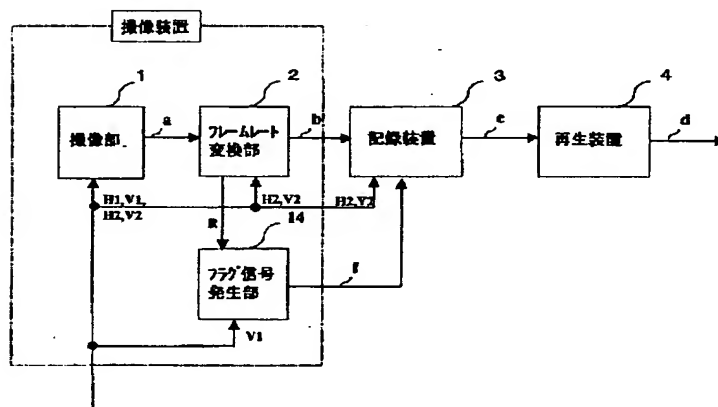 撮像装置
1
2
3
4
撮像部
a
フレームレート
変換部
b
記録装置
e
再生装置
d
H1,V1,
H2,V2
H2,V2
H2,V2
R
14
フラグ信号
発生部
f
V1